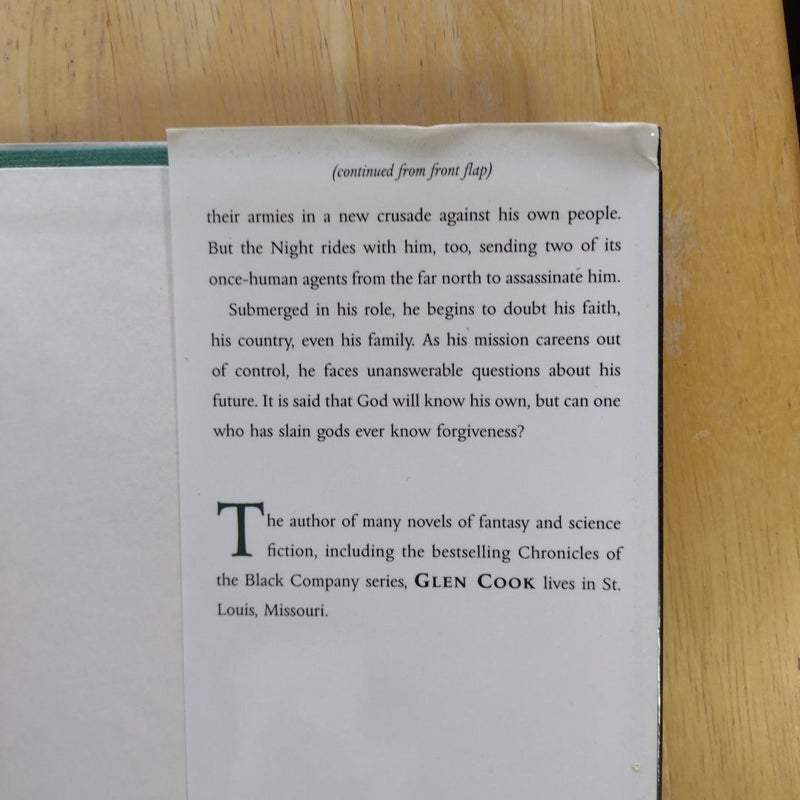 (continued from front flap)
their armies in a new crusade against his own people.
But the Night rides with him, too, sending two of its
once-human agents from the far north to assassinate him.
Submerged in his role, he begins to doubt his faith,
his country, even his family. As his mission careens out
of control, he faces unanswerable questions about his
future. It is said that God will know his own, but can one
who has slain gods ever know forgiveness?
The author of many novels of fantasy and science
fiction, including the bestselling Chronicles of
the Black Company series, GLEN COOK lives in St.
Louis, Missouri.